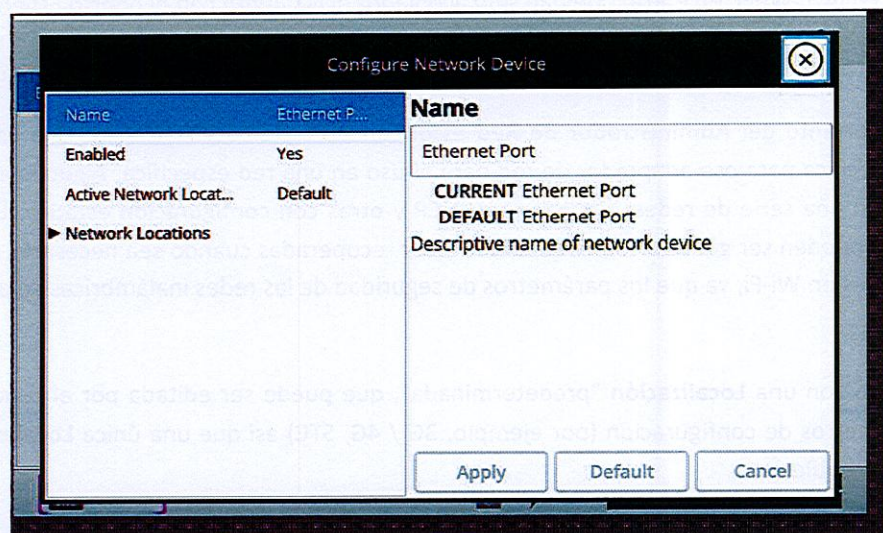 Configure Network Device
Name Ethernet P...
Enabled Yes
Active Network Locat... Default
▶ Network Locations
Name
Ethernet Port
CURRENT Ethernet Port
DEFAULT Ethernet Port
Descriptive name of network device
Apply Default Cancel